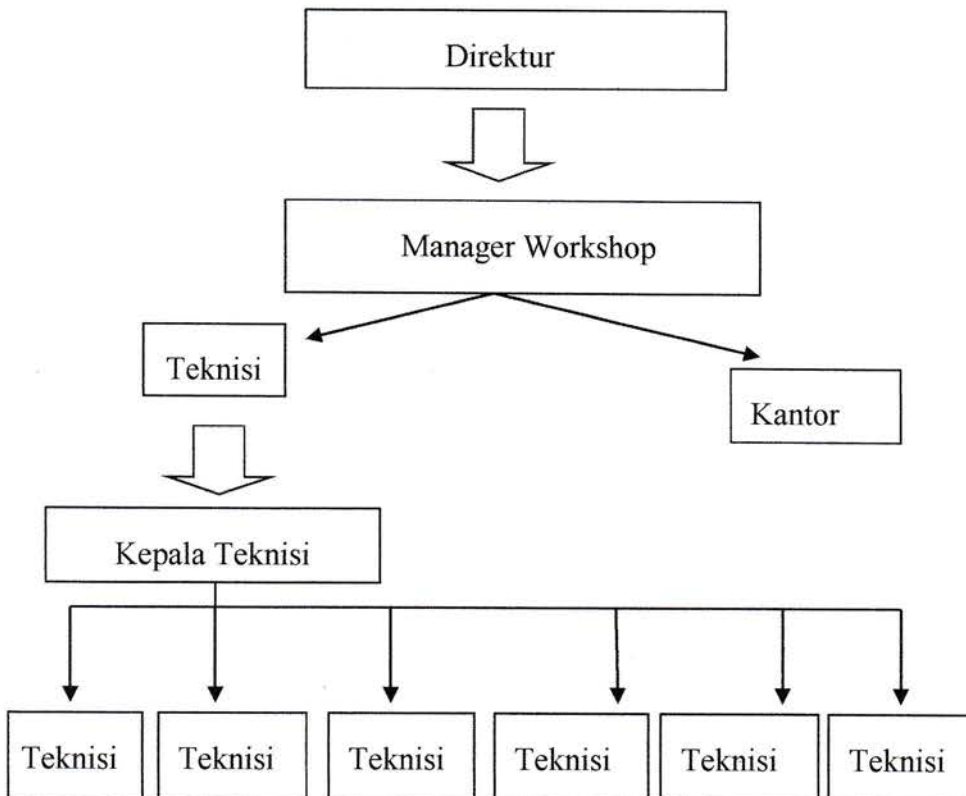 Direktur
Manager Workshop
Teknisi
Kantor
Kepala Teknisi
Teknisi
Teknisi
Teknisi
Teknisi
Teknisi
Teknisi